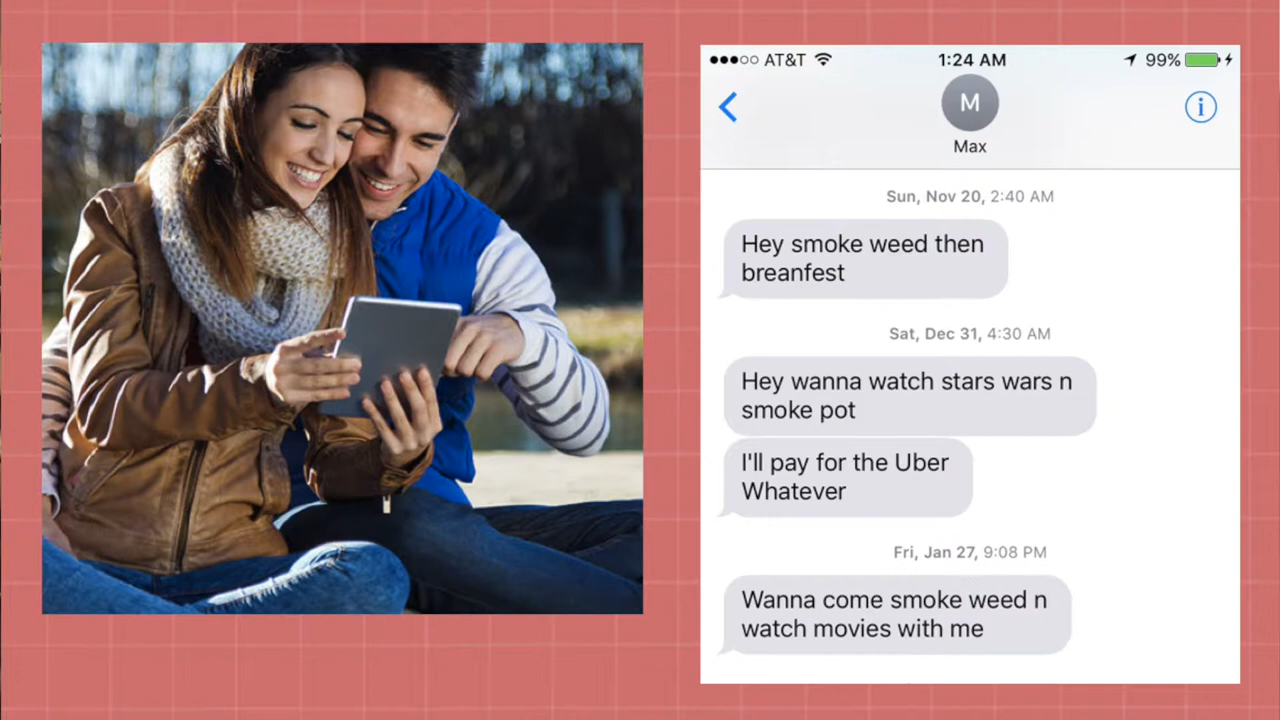 AT&T 1:24 AM 99%
M
i
Max
Sun, Nov 20, 2:40 AM
Hey smoke weed then
breanfest
Sat, Dec 31, 4:30 AM
Hey wanna watch stars wars n
smoke pot
I'll pay for the Uber
Whatever
Fri, Jan 27, 9:08 PM
Wanna come smoke weed n
watch movies with me